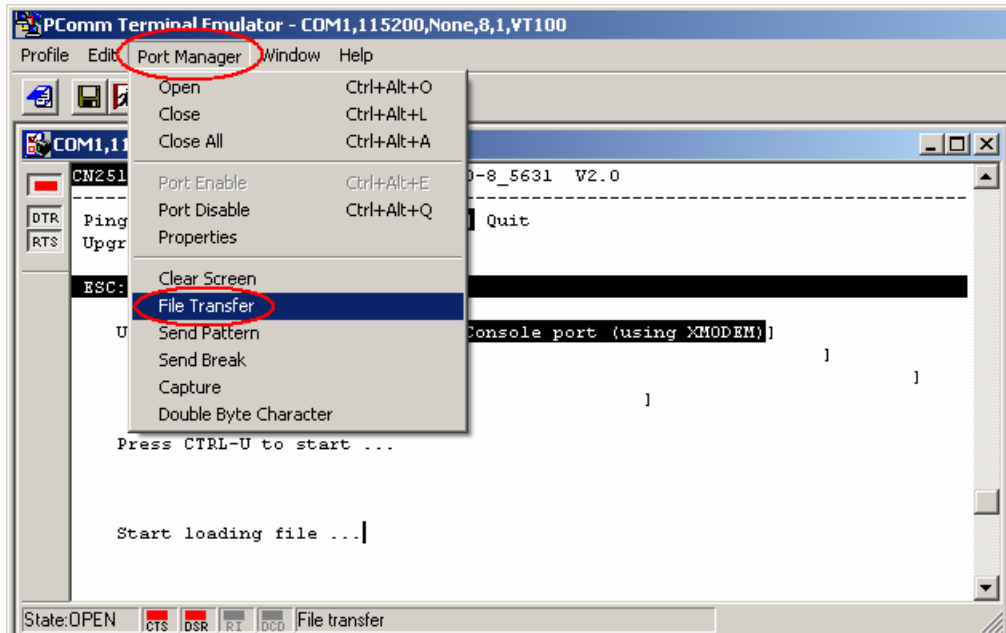 PComm Terminal Emulator - COM1,115200,None,8,1,VT100
Profile Edit Port Manager Window Help
Open Ctrl+Alt+O
Close Ctrl+Alt+L
Close All Ctrl+Alt+A
COM1,11
CN251 0-8_5631 V2.0
Port Enable Ctrl+Alt+E
DTR Ping Port Disable Ctrl+Alt+Q ] Quit
RTS Upgr Properties
ESC: Clear Screen
File Transfer
U Send Pattern Console port (using XMODEM)]
Send Break ]
Capture ]
Double Byte Character ]
Press CTRL-U to start ...
Start loading file ...
State:OPEN CTS DSR RI DCD File transfer